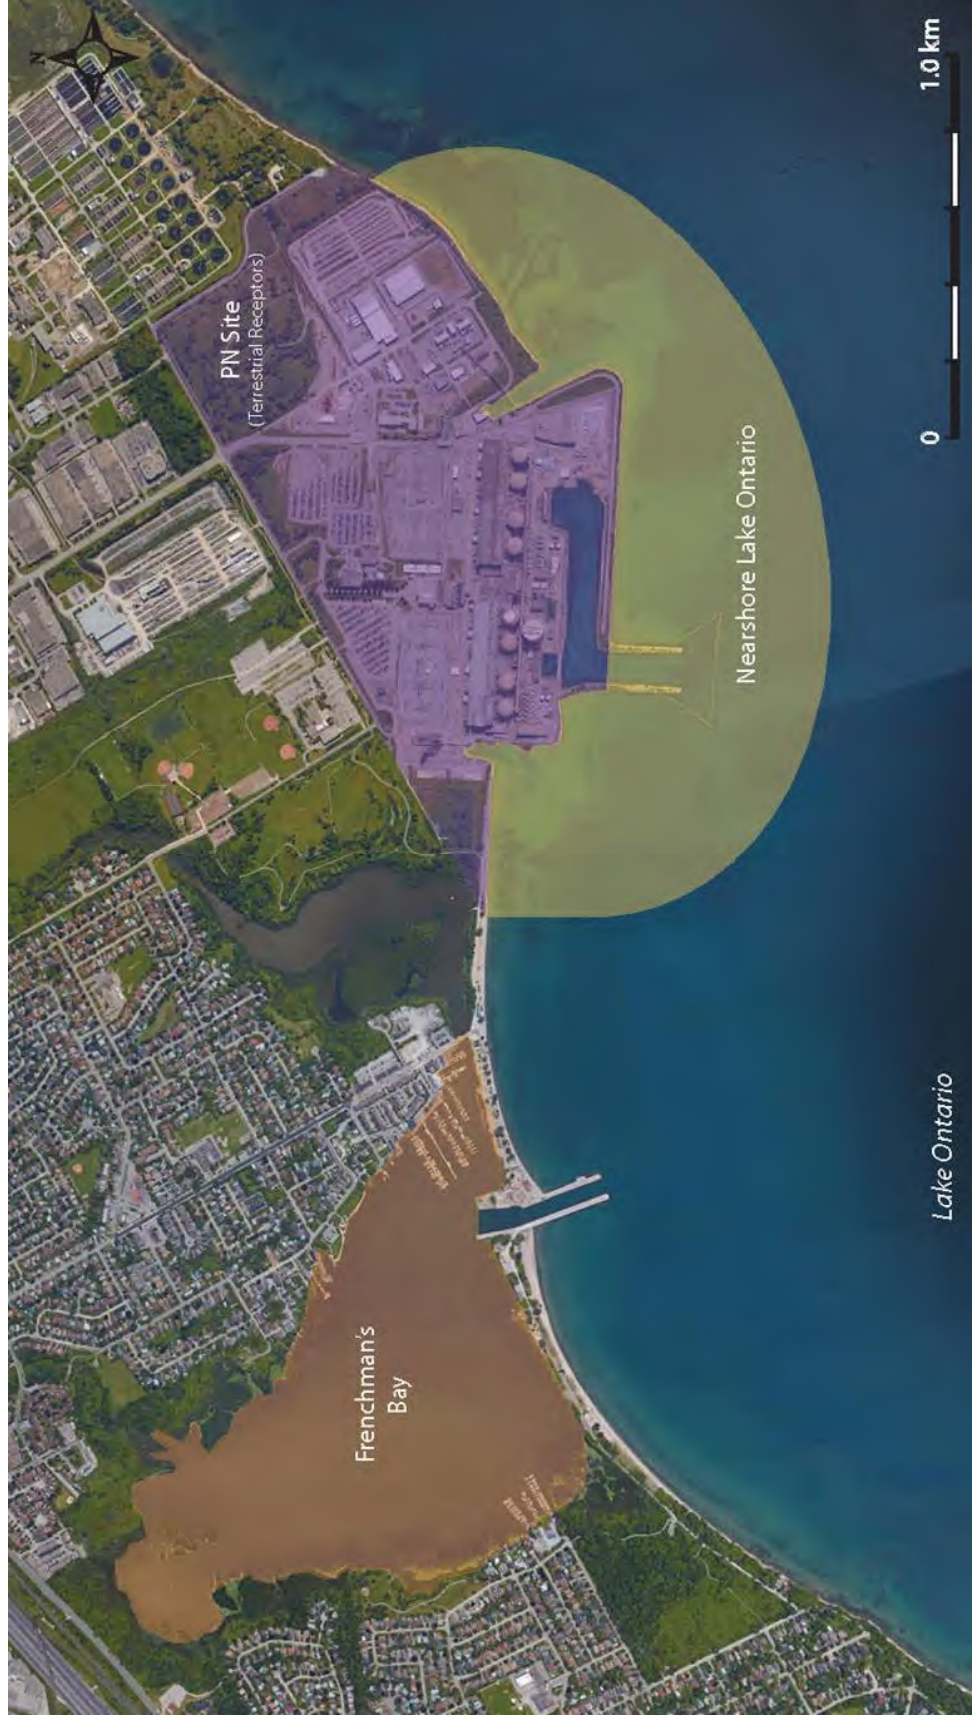 N
PN Site
(Terrestrial Receptors)
Frenchman's
Bay
Nearshore Lake Ontario
Lake Ontario
0
1.0 km